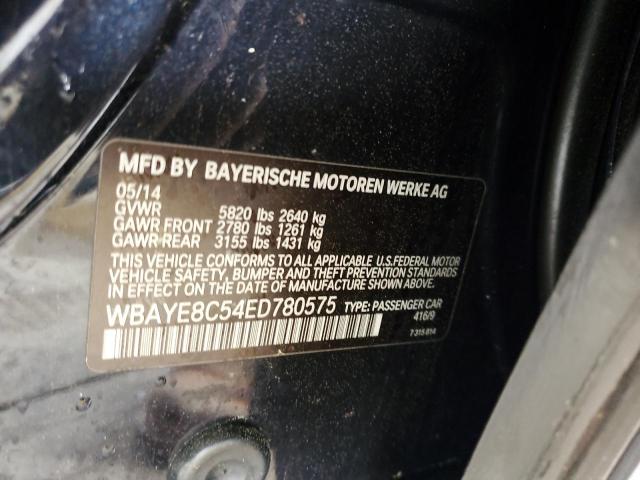 MFD BY BAYERISCHE MOTOREN WERKE AG
05/14
GVWR 5820 lbs 2640 kg
GAWR FRONT 2780 lbs 1261 kg
GAWR REAR 3155 lbs 1431 kg
THIS VEHICLE CONFORMS TO ALL APPLICABLE U.S.FEDERAL MOTOR
VEHICLE SAFETY, BUMPER AND THEFT PREVENTION STANDARDS
IN EFFECT ON THE DATE OF MANUFACTURE SHOWN ABOVE.
WBAYE8C54ED780575 TYPE: PASSENGER CAR
416/9
7315814